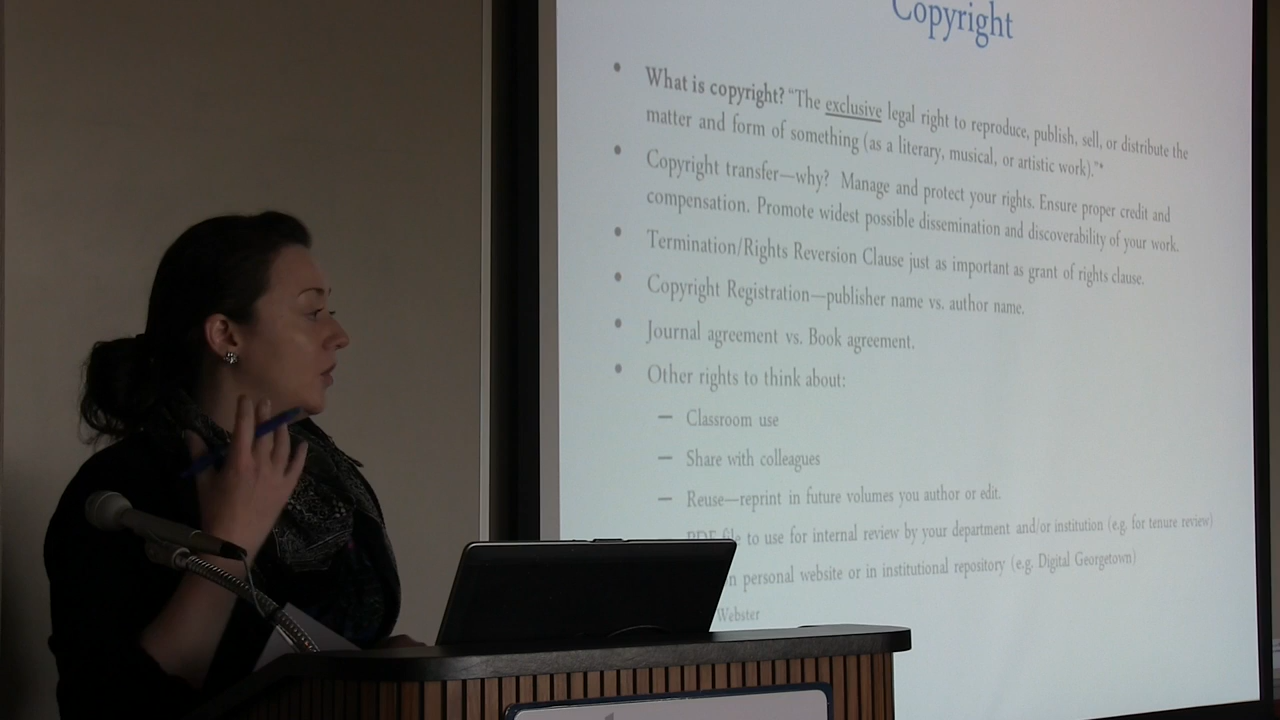 Copyright
• What is copyright? “The exclusive legal right to reproduce, publish, sell, or distribute the
matter and form of something (as a literary, musical, or artistic work).”*
• Copyright transfer—why? Manage and protect your rights. Ensure proper credit and
compensation. Promote widest possible dissemination and discoverability of your work.
• Termination/Rights Reversion Clause just as important as grant of rights clause.
• Copyright Registration—publisher name vs. author name.
• Journal agreement vs. Book agreement.
• Other rights to think about:
— Classroom use
— Share with colleagues
— Reuse—reprint in future volumes you author or edit.
PDF file to use for internal review by your department and/or institution (e.g. for tenure review)
personal website or in institutional repository (e.g. Digital Georgetown)
Webster